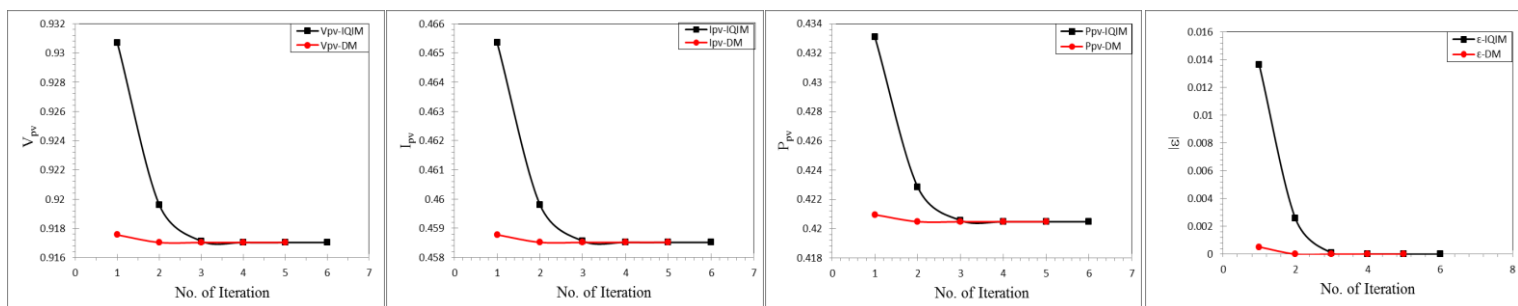 0.932
0.93
0.928
0.926
0.924
0.922
0.92
0.918
0.916
V_pv
0 1 2 3 4 5 6 7
No. of Iteration
Vpv-IQIM
Vpv-DM
0.466
0.465
0.464
0.463
0.462
0.461
0.46
0.459
0.458
I_pv
0 1 2 3 4 5 6 7
No. of Iteration
Ipv-IQIM
Ipv-DM
0.434
0.432
0.43
0.428
0.426
0.424
0.422
0.42
0.418
P_pv
0 1 2 3 4 5 6 7
No. of Iteration
Ppv-IQIM
Ppv-DM
0.016
0.014
0.012
0.01
0.008
0.006
0.004
0.002
0
|ε|
0 2 4 6 8
No. of Iteration
ε-IQIM
ε-DM